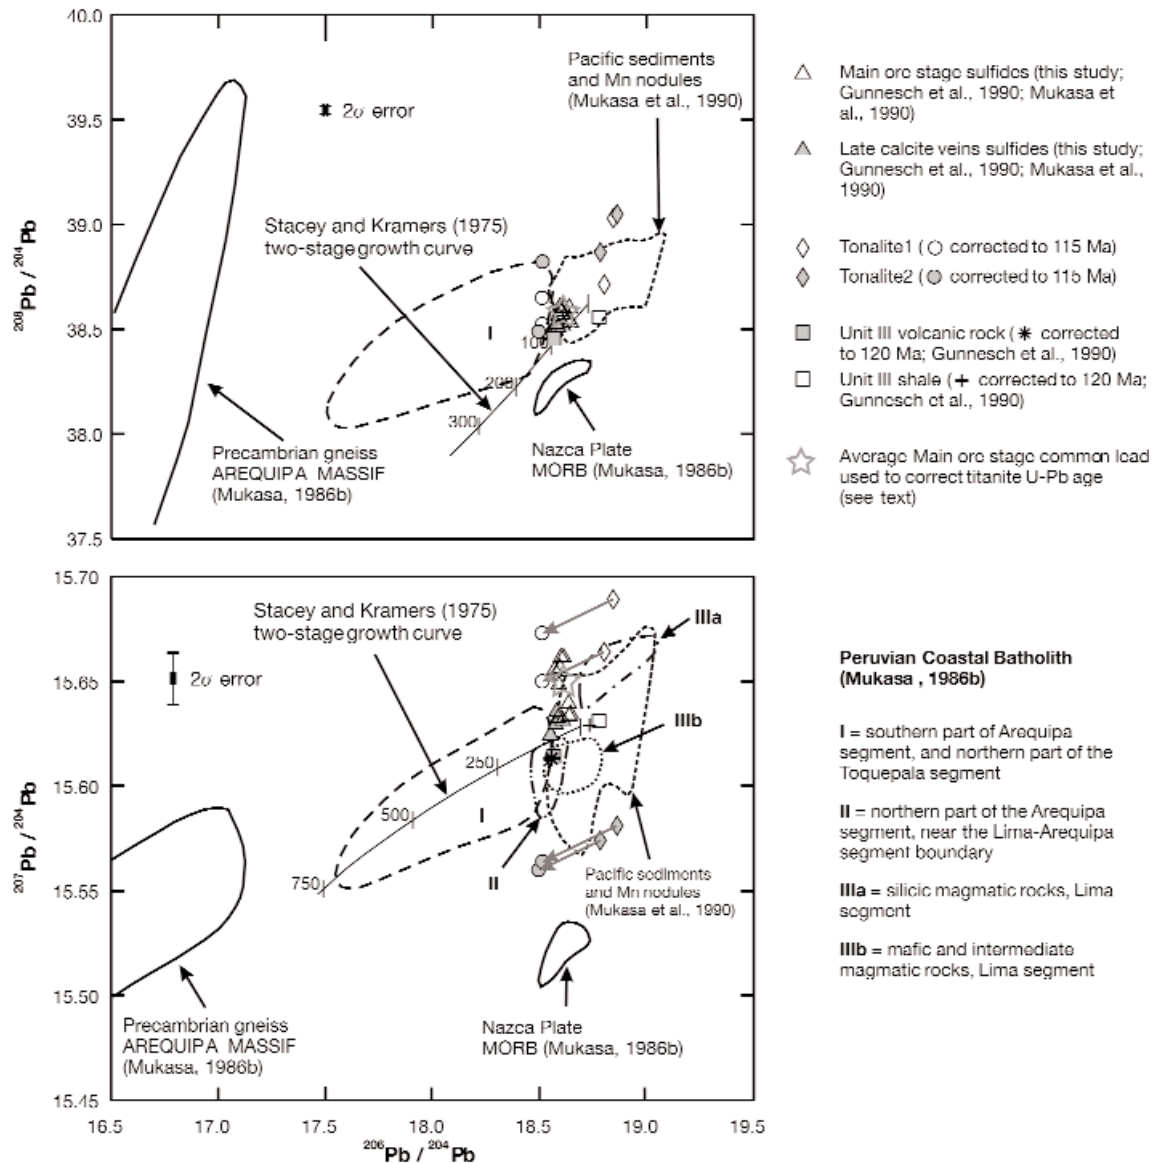 40.0
39.5
39.0
38.5
38.0
37.5
208Pb / 204Pb
2σ error
Pacific sediments
and Mn nodules
(Mukasa et al., 1990)
Stacey and Kramers (1975)
two-stage growth curve
I
100
200
300
Precambrian gneiss
AREQUIPA MASSIF
(Mukasa, 1986b)
Nazca Plate
MORB (Mukasa, 1986b)
Main ore stage sulfides (this study;
Gunnesch et al., 1990; Mukasa et
al., 1990)
Late calcite veins sulfides (this study;
Gunnesch et al., 1990; Mukasa et al.,
1990)
Tonalite1 ( corrected to 115 Ma)
Tonalite2 ( corrected to 115 Ma)
Unit III volcanic rock ( corrected
to 120 Ma; Gunnesch et al., 1990)
Unit III shale ( corrected to 120 Ma;
Gunnesch et al., 1990)
Average Main ore stage common lead
used to correct titanite U-Pb age
(see text)
15.70
15.65
15.60
15.55
15.50
15.45
207Pb / 204Pb
Stacey and Kramers (1975)
two-stage growth curve
2σ error
IIIa
IIIb
250
500
750
I
II
Pacific sediments
and Mn nodules
(Mukasa et al., 1990)
Precambrian gneiss
AREQUIPA MASSIF
(Mukasa, 1986b)
Nazca Plate
MORB (Mukasa, 1986b)
16.5
17.0
17.5
18.0
18.5
19.0
19.5
206Pb / 204Pb
Peruvian Coastal Batholith
(Mukasa , 1986b)
I = southern part of Arequipa
segment, and northern part of the
Toquepala segment
II = northern part of the Arequipa
segment, near the Lima-Arequipa
segment boundary
IIIa = silicic magmatic rocks, Lima
segment
IIIb = mafic and intermediate
magmatic rocks, Lima segment